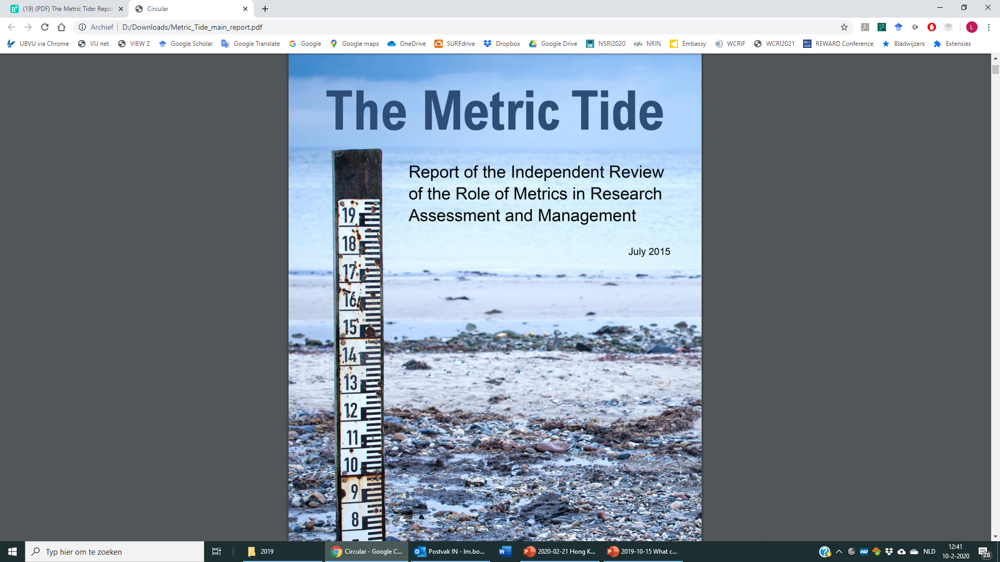 (19) (PDF) The Metric Tide: Repor
Circular
Archief
D:/Downloads/Metric_Tide_main_report.pdf
L
UBVU via Chrome
VU net
VIEW 2
Google Scholar
Google Translate
Google
Google maps
OneDrive
SURFdrive
Dropbox
Google Drive
NSRI2020
NRIN
Embassy
WCRIF
WCRI2021
REWARD Conference
Bladwijzers
Extensies
The Metric Tide
Report of the Independent Review
of the Role of Metrics in Research
Assessment and Management
July 2015
19
18
17
16
15
14
13
12
11
10
9
8
Typ hier om te zoeken
2019
Circular - Google C...
Postvak IN - lm.bo...
2020-02-21 Hong K...
2019-10-15 What c...
NLD
12:41
10-2-2020
28